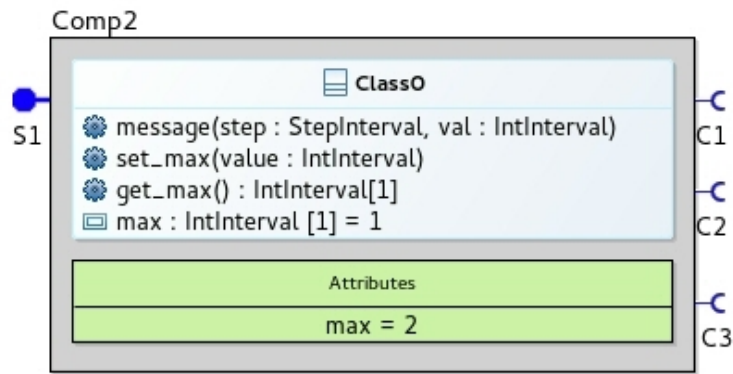 Comp2
ClassO
S1
message(step : StepInterval, val : IntInterval)
set_max(value : IntInterval)
get_max() : IntInterval[1]
max : IntInterval [1] = 1
C1
C2
Attributes
max = 2
C3